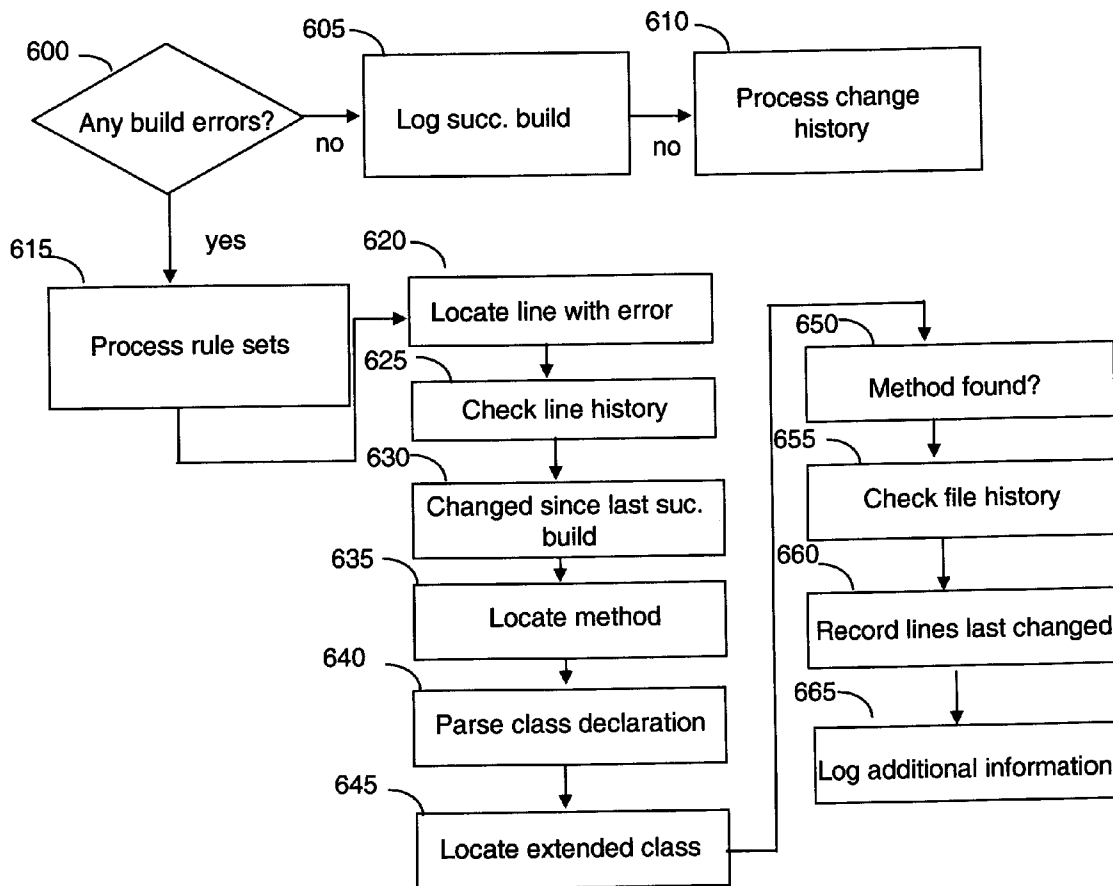 600
Any build errors?
no
605
Log succ. build
no
610
Process change
history
yes
615
Process rule sets
620
Locate line with error
625
Check line history
630
Changed since last suc.
build
635
Locate method
640
Parse class declaration
645
Locate extended class
650
Method found?
655
Check file history
660
Record lines last changed
665
Log additional information